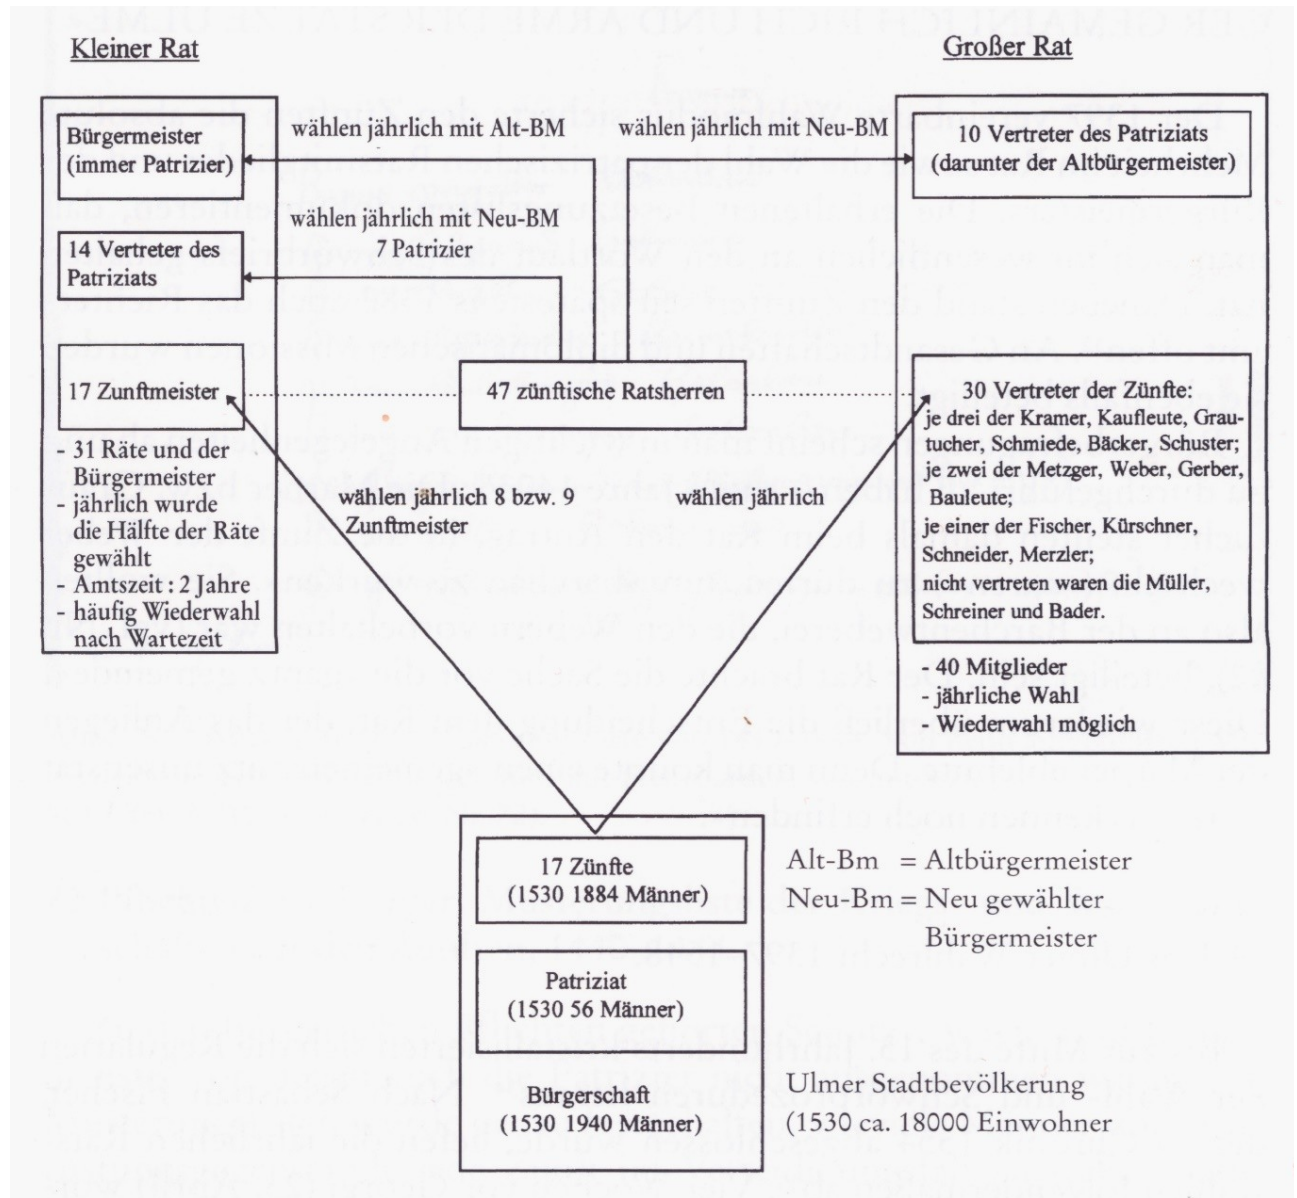 Kleiner Rat
Großer Rat
Bürgermeister
(immer Patrizier)
14 Vertreter des
Patriziats
17 Zunftmeister
- 31 Räte und der
Bürgermeister
- jährlich wurde
die Hälfte der Räte
gewählt
- Amtszeit : 2 Jahre
- häufig Wiederwahl
nach Wartezeit
wählen jährlich mit Alt-BM
wählen jährlich mit Neu-BM
7 Patrizier
wählen jährlich mit Neu-BM
47 zünftische Ratsherren
wählen jährlich 8 bzw. 9
Zunftmeister
wählen jährlich
10 Vertreter des Patriziats
(darunter der Altbürgermeister)
30 Vertreter der Zünfte:
je drei der Kramer, Kaufleute, Grau-
tucher, Schmiede, Bäcker, Schuster;
je zwei der Metzger, Weber, Gerber,
Bauleute;
je einer der Fischer, Kürschner,
Schneider, Merzler;
nicht vertreten waren die Müller,
Schreiner und Bader.
- 40 Mitglieder
- jährliche Wahl
- Wiederwahl möglich
17 Zünfte
(1530 1884 Männer)
Patriziat
(1530 56 Männer)
Bürgerschaft
(1530 1940 Männer)
Alt-Bm = Altbürgermeister
Neu-Bm = Neu gewählter
Bürgermeister
Ulmer Stadtbevölkerung
(1530 ca. 18000 Einwohner